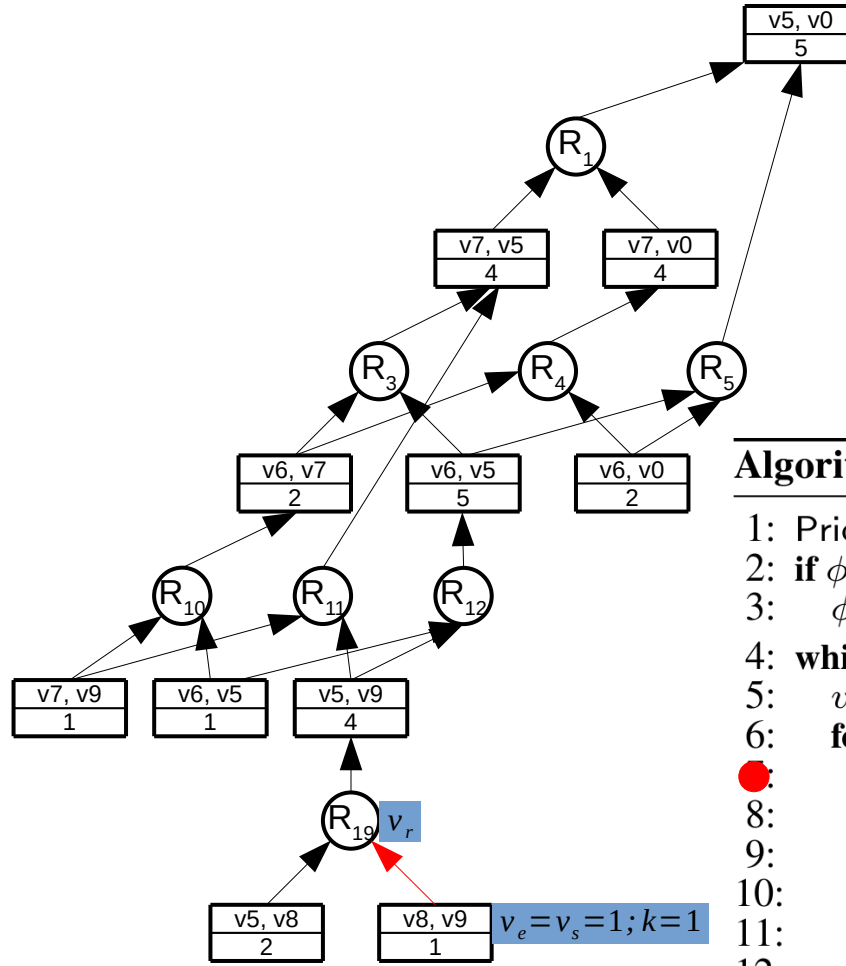 v5, v0
5
R1
v7, v5
4
v7, v0
4
R3
R4
R5
v6, v7
2
v6, v5
5
v6, v0
2
R10
R11
R12
v7, v9
1
v6, v5
1
v5, v9
4
R19
vr
v5, v8
2
v8, v9
1
ve=vs=1; k=1
1:
2: if ϕ
3: ϕ
4:
5:
6:
8:
9:
10:
11: